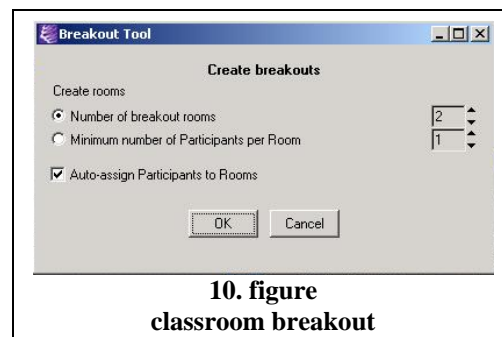 Breakout Tool
Create breakouts
Create rooms
Number of breakout rooms 2
Minimum number of Participants per Room 1
Auto-assign Participants to Rooms
OK Cancel
10. figure
classroom breakout